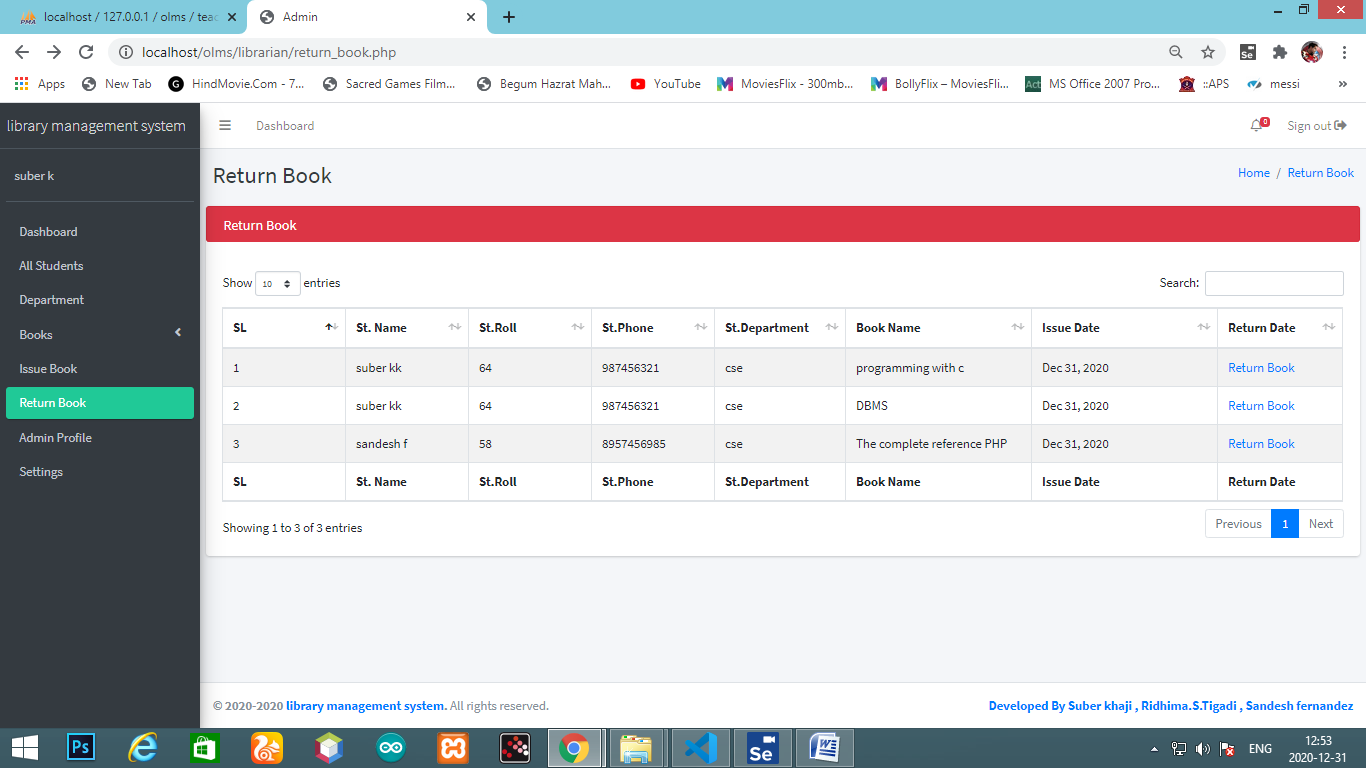 localhost / 127.0.0.1 / olms / teac
Admin
localhost/olms/librarian/return_book.php
Apps New Tab HindMovie.Com - 7... Sacred Games Film... Begum Hazrat Mah... YouTube MoviesFlix - 300mb... BollyFlix – MoviesFli... Act MS Office 2007 Pro... ::APS messi »
library management system
Dashboard 0 Sign out
suber k
Return Book Home / Return Book
Dashboard
All Students
Department
Books
Issue Book
Return Book
Admin Profile
Settings
Return Book
Show 10 entries Search:
SL St. Name St.Roll St.Phone St.Department Book Name Issue Date Return Date
1 suber kk 64 987456321 cse programming with c Dec 31, 2020 Return Book
2 suber kk 64 987456321 cse DBMS Dec 31, 2020 Return Book
3 sandesh f 58 8957456985 cse The complete reference PHP Dec 31, 2020 Return Book
SL St. Name St.Roll St.Phone St.Department Book Name Issue Date Return Date
Showing 1 to 3 of 3 entries Previous 1 Next
© 2020-2020 library management system. All rights reserved. Developed By Suber khaji , Ridhima.S.Tigadi , Sandesh fernandez
Ps Se ENG 12:53
2020-12-31